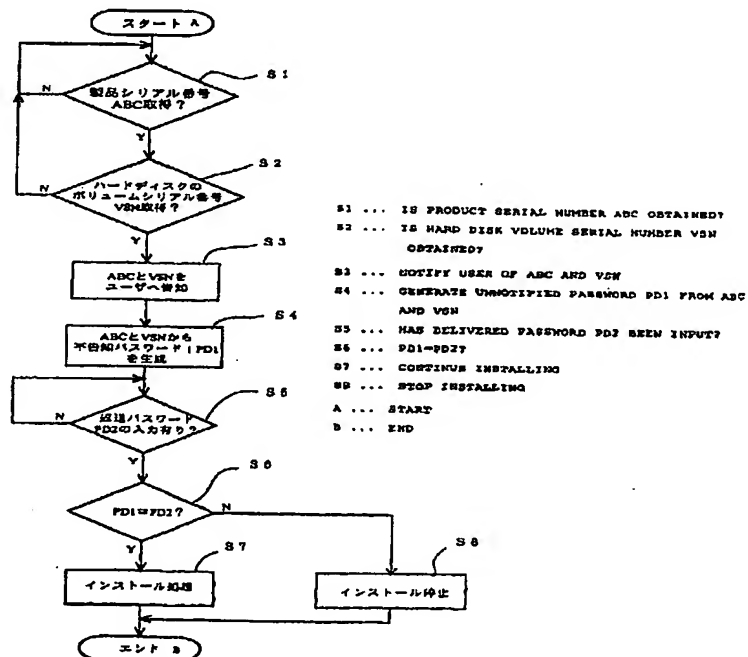 スタート A
S1
製品シリアル番号
ABC取得?
N
Y
S2
ハードディスクの
ボリュームシリアル番号
VSN取得?
N
Y
S3
ABCとVSNを
ユーザへ告知
S4
ABCとVSNから
不告知パスワード PD1
を生成
S5
返送パスワード
PD2の入力有り?
N
Y
S6
PD1=PD2?
N
Y
S7
インストール処理
S8
インストール停止
エンド B
S1 ... IS PRODUCT SERIAL NUMBER ABC OBTAINED?
S2 ... IS HARD DISK VOLUME SERIAL NUMBER VSN
OBTAINED?
S3 ... NOTIFY USER OF ABC AND VSN
S4 ... GENERATE UNNOTIFIED PASSWORD PD1 FROM ABC
AND VSN
S5 ... HAS DELIVERED PASSWORD PD2 BEEN INPUT?
S6 ... PD1=PD2?
S7 ... CONTINUE INSTALLING
S8 ... STOP INSTALLING
A ... START
B ... END